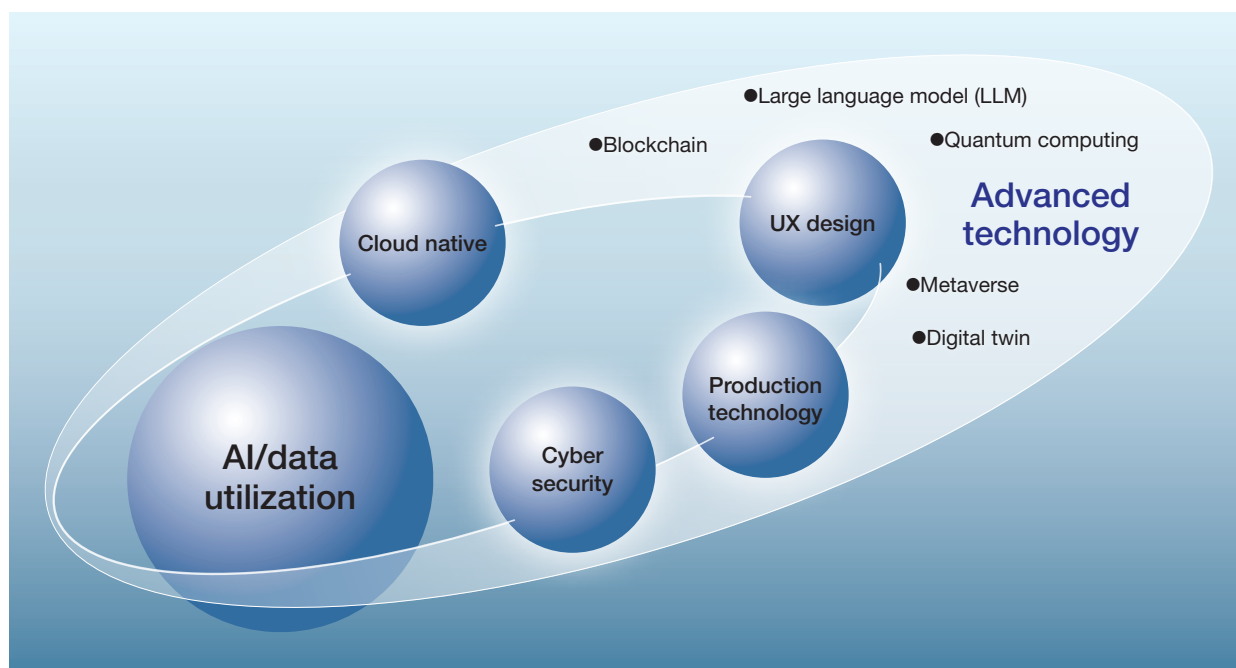 ●Large language model (LLM)
●Blockchain
●Quantum computing
Advanced
technology
Cloud native
UX design
●Metaverse
●Digital twin
Production
technology
Cyber
security
AI/data
utilization